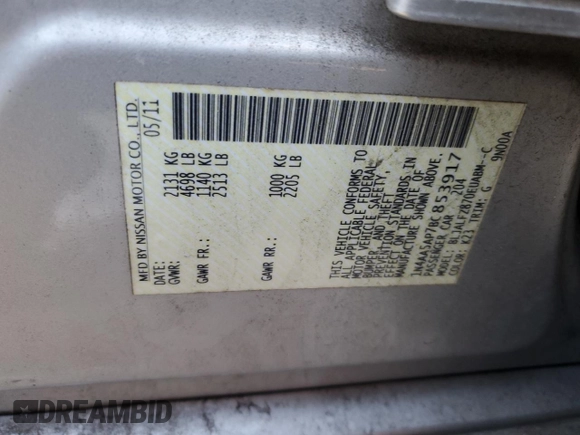 MFD BY NISSAN MOTOR CO., LTD.
DATE: 05/11
GVWR: 2131 KG
4698 LB
GAWR FR.: 1140 KG
2513 LB
GAWR RR.: 1000 KG
2205 LB
THIS VEHICLE CONFORMS TO
ALL APPLICABLE FEDERAL
MOTOR VEHICLE SAFETY,
BUMPER, AND THEFT
PREVENTION STANDARDS IN
EFFECT ON THE DATE OF
MANUFACTURE SHOWN ABOVE.
853917
PASSENGER CAR 204
MODEL:
COLOR: K23 TRIM: G
9N00A
DREAMBID